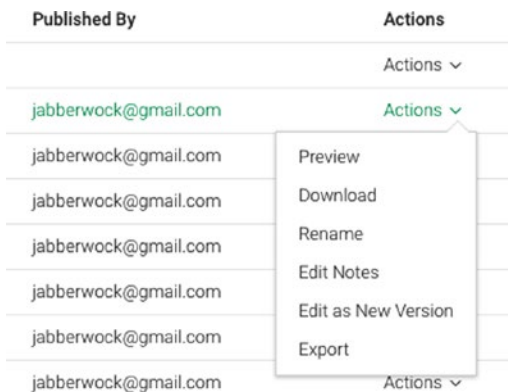 Published By Actions
Actions
jabberwock@gmail.com Actions
jabberwock@gmail.com
Preview
jabberwock@gmail.com
Download
jabberwock@gmail.com
Rename
jabberwock@gmail.com
Edit Notes
jabberwock@gmail.com
Edit as New Version
Export
jabberwock@gmail.com Actions